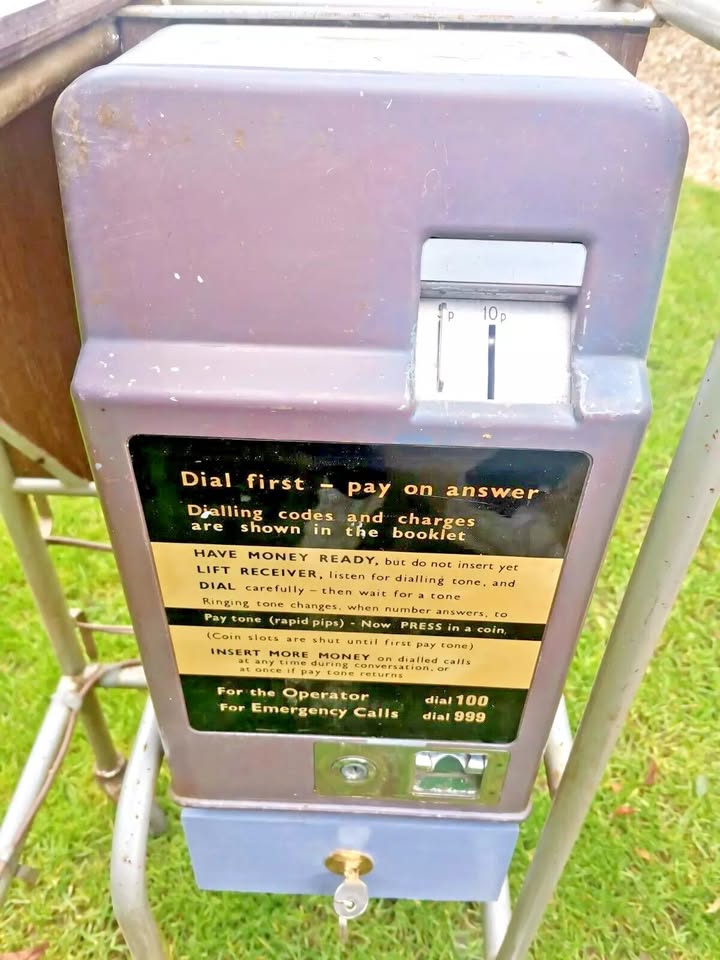 5p 10p
Dial first – pay on answer
Dialling codes and charges
are shown in the booklet
HAVE MONEY READY, but do not insert yet
LIFT RECEIVER, listen for dialling tone, and
DIAL carefully – then wait for a tone
Ringing tone changes, when number answers, to
Pay tone (rapid pips) - Now PRESS in a coin,
(Coin slots are shut until first pay tone)
INSERT MORE MONEY on dialled calls
at any time during conversation, or
at once if pay tone returns
For the Operator dial 100
For Emergency Calls dial 999